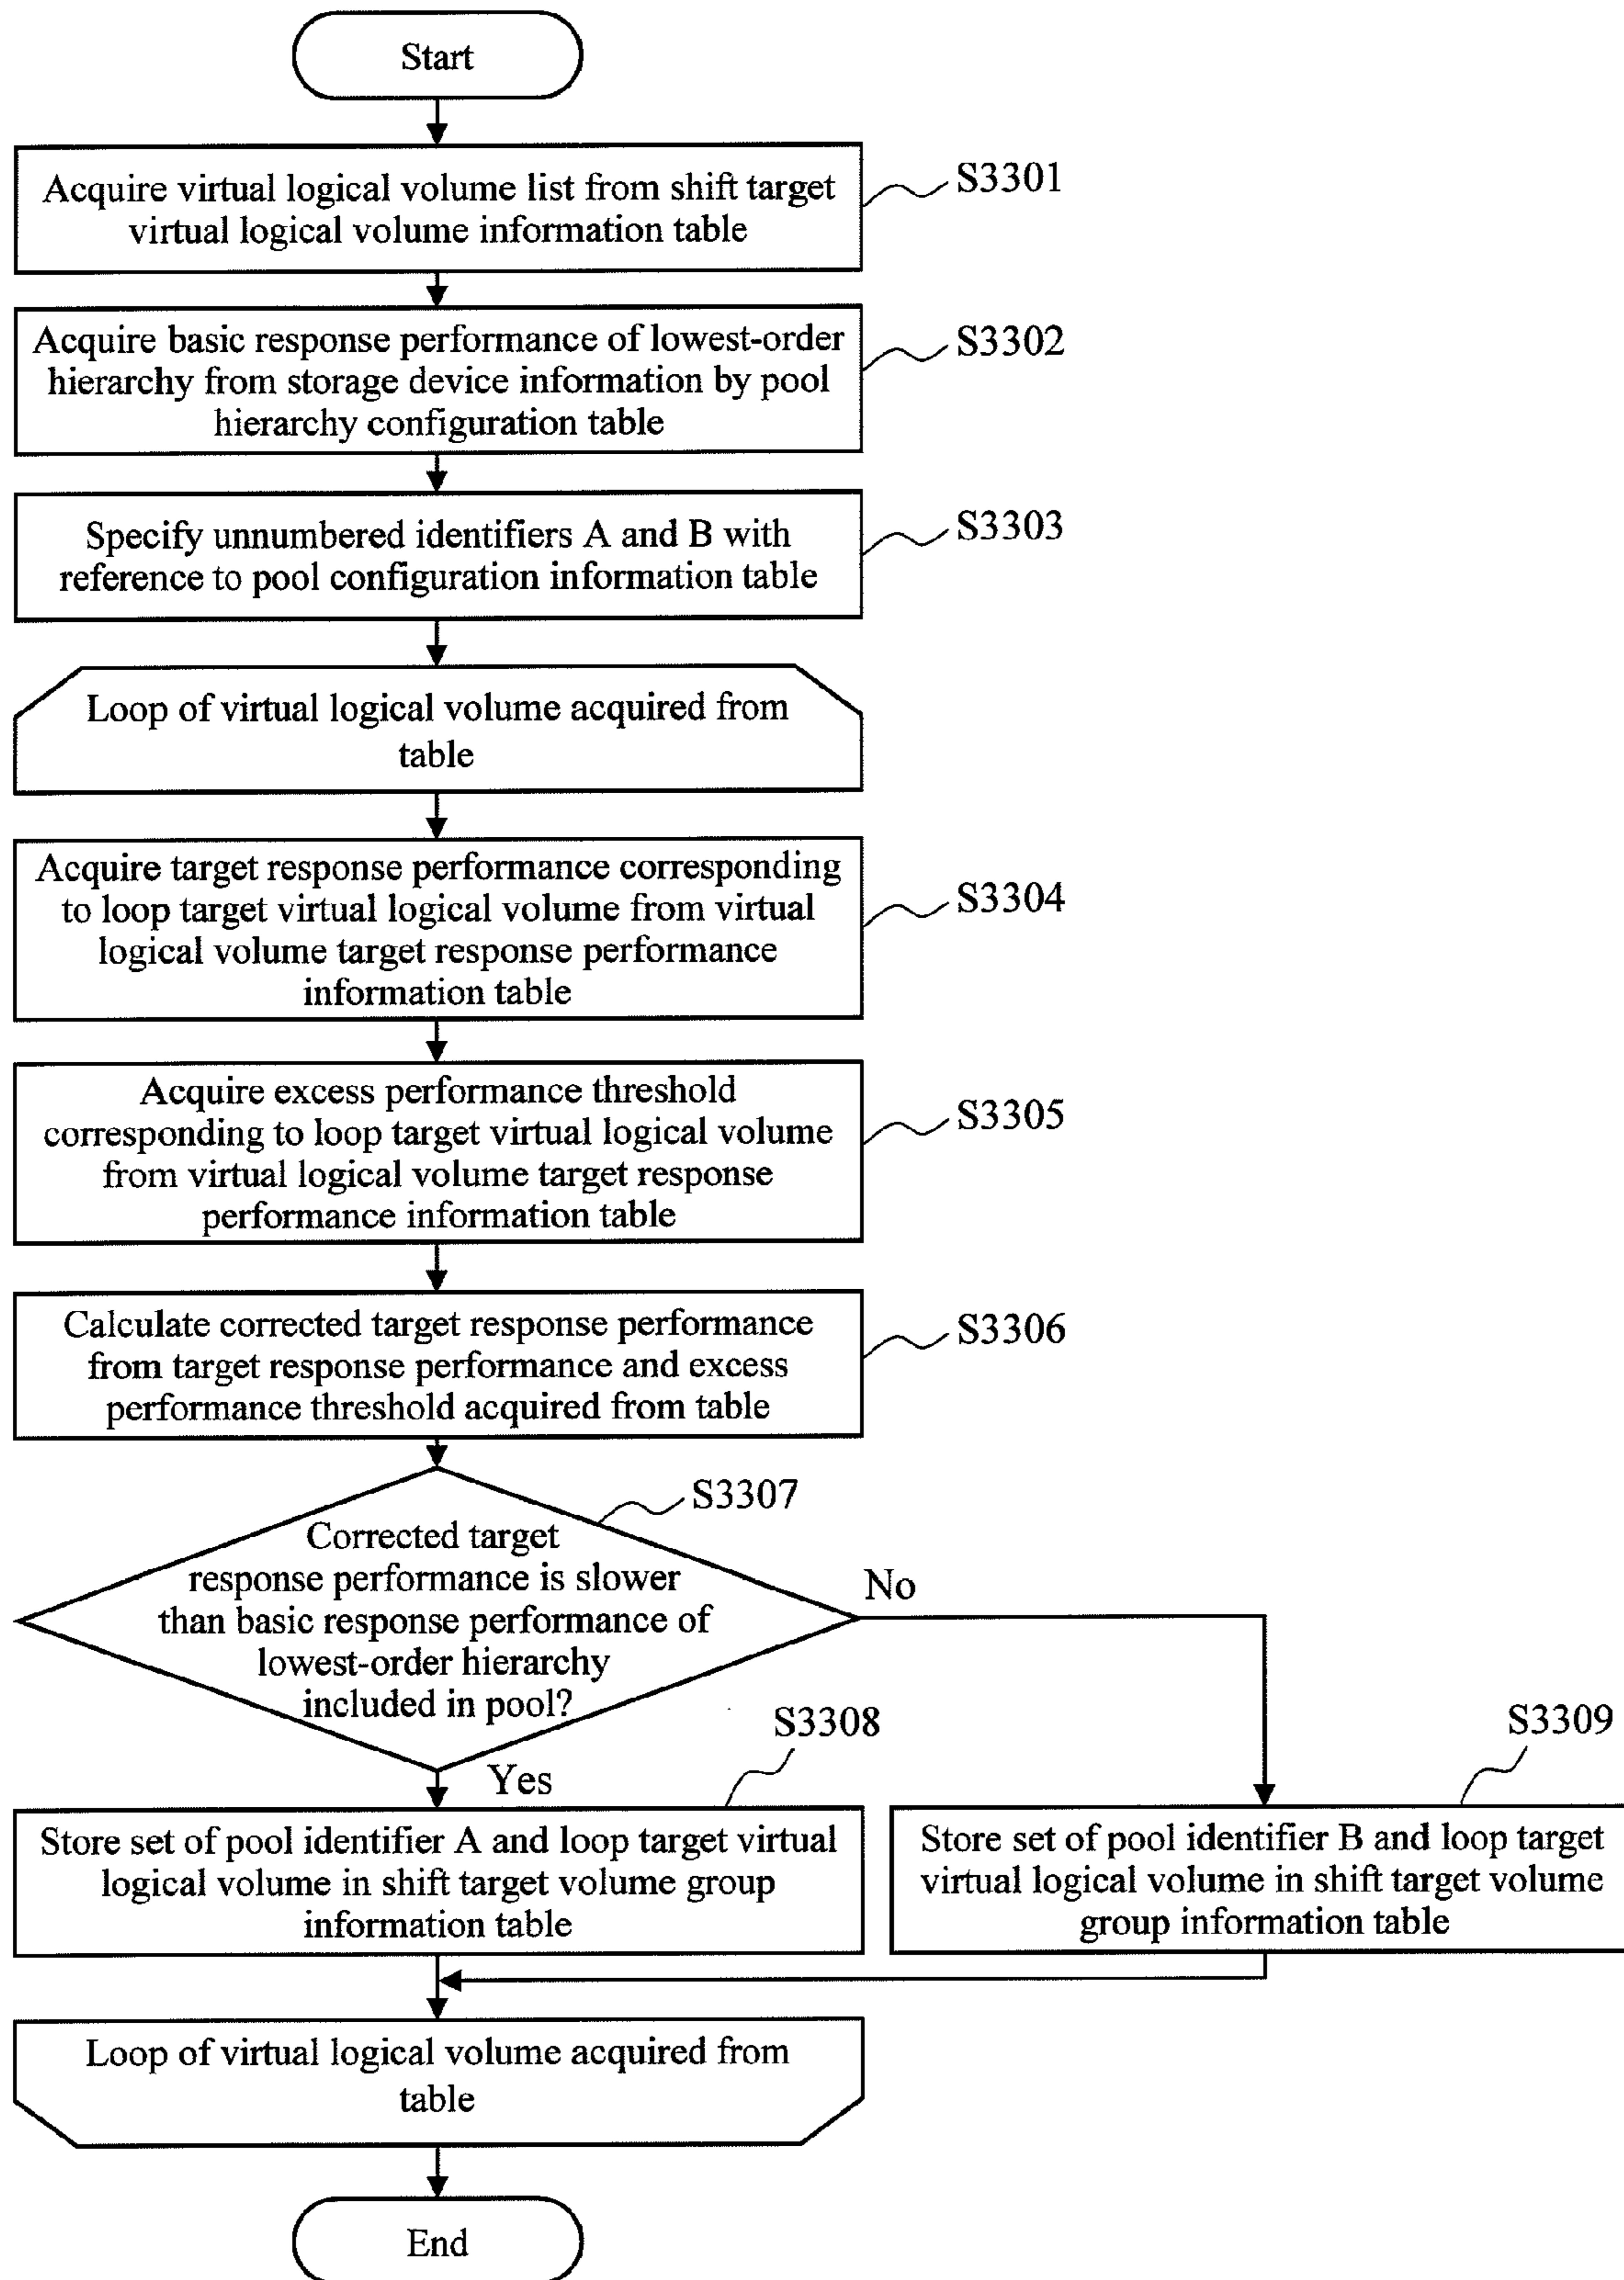 Start
Acquire virtual logical volume list from shift target
virtual logical volume information table
S3301
Acquire basic response performance of lowest-order
hierarchy from storage device information by pool
hierarchy configuration table
S3302
Specify unnumbered identifiers A and B with
reference to pool configuration information table
S3303
Loop of virtual logical volume acquired from
table
Acquire target response performance corresponding
to loop target virtual logical volume from virtual
logical volume target response performance
information table
S3304
Acquire excess performance threshold
corresponding to loop target virtual logical volume
from virtual logical volume target response
performance information table
S3305
Calculate corrected target response performance
from target response performance and excess
performance threshold acquired from table
S3306
S3307
Corrected target
response performance is slower
than basic response performance of
lowest-order hierarchy
included in pool?
No
Yes
S3308
Store set of pool identifier A and loop target virtual
logical volume in shift target volume group
information table
S3309
Store set of pool identifier B and loop target
virtual logical volume in shift target volume
group information table
Loop of virtual logical volume acquired from
table
End